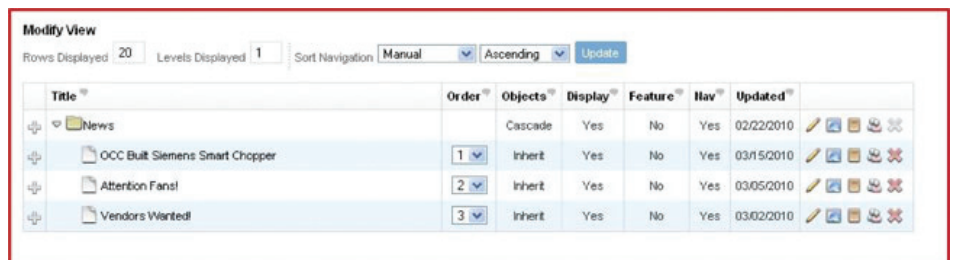 Modify View
Rows Displayed 20 Levels Displayed 1 Sort Navigation Manual Ascending Update
Title Order Objects Display Feature Nav Updated
News Cascade Yes No Yes 02/22/2010
OCC Built Siemens Smart Chopper 1 Inherit Yes No Yes 03/15/2010
Attention Fans! 2 Inherit Yes No Yes 03/05/2010
Vendors Wanted! 3 Inherit Yes No Yes 03/02/2010